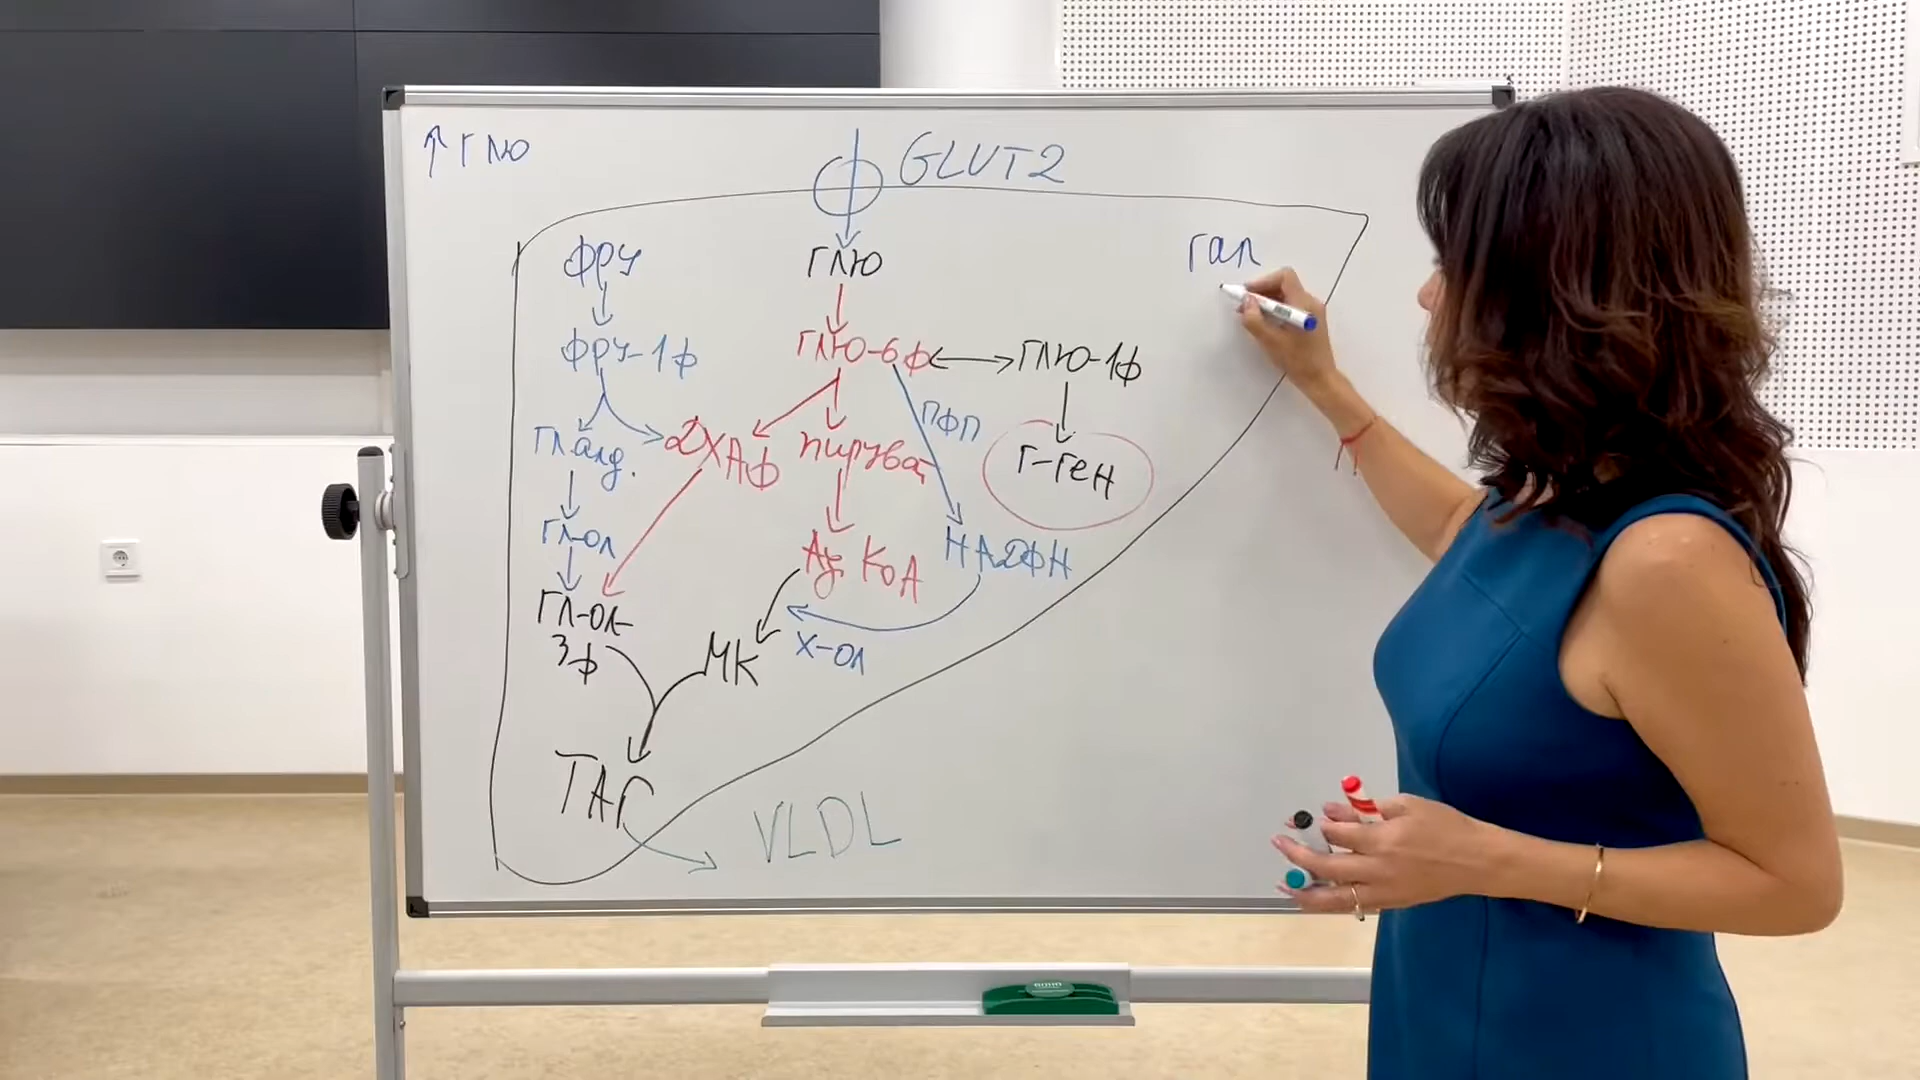 ↑ ГЛЮ
GLUT2
Фру
Глю
Гал
Фру-1ф
Глю-6ф
Глю-1ф
Гл алд.
ДХАФ
Пируват
ПФП
Г-ген
Гл-ол
Ац КоА
НАДФН
Гл-ол-
3ф
МК
Х-ол
ТАГ
VLDL